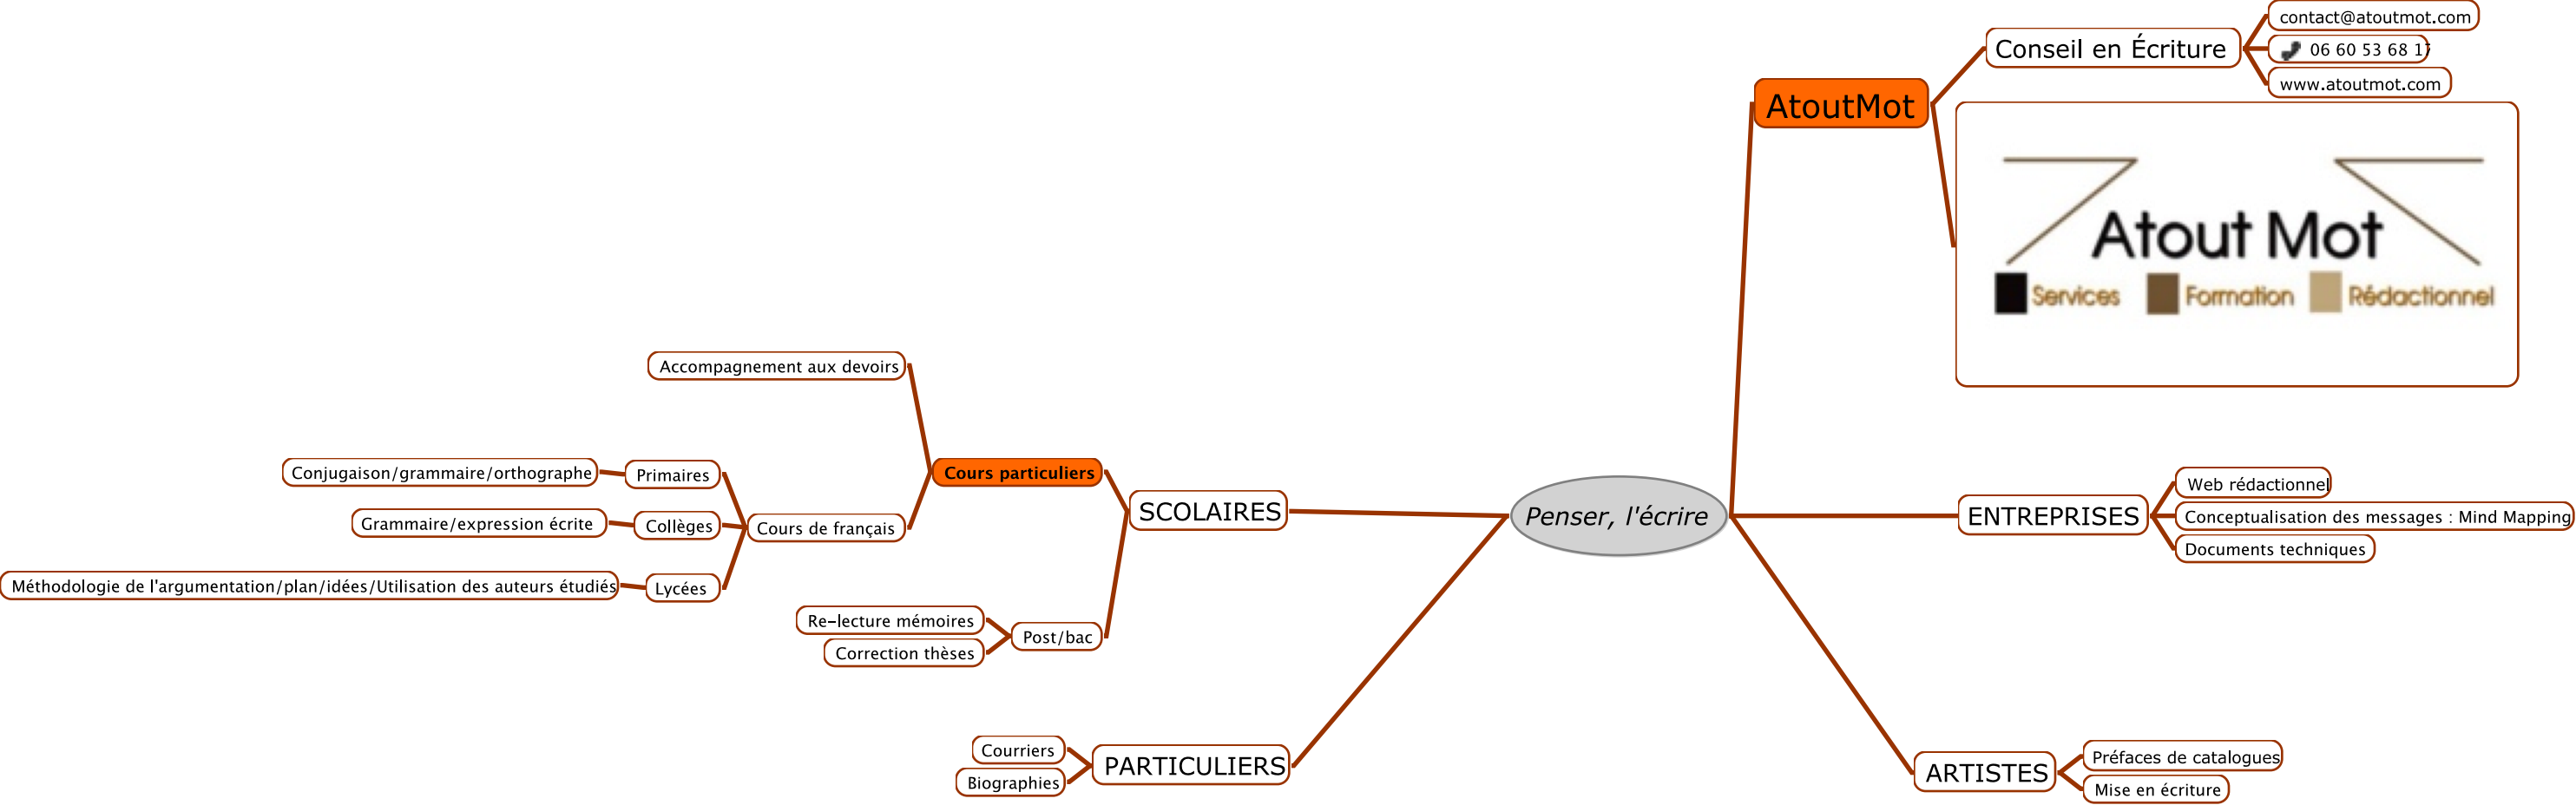 contact@atoutmot.com
Conseil en Écriture
06 60 53 68 17
www.atoutmot.com
AtoutMot
Atout Mot
Services Formation Rédactionnel
Accompagnement aux devoirs
Conjugaison/grammaire/orthographe
Primaires
Cours particuliers
Grammaire/expression écrite
Collèges
Cours de français
SCOLAIRES
Méthodologie de l'argumentation/plan/idées/Utilisation des auteurs étudiés
Lycées
Re-lecture mémoires
Correction thèses
Post/bac
Penser, l'écrire
ENTREPRISES
Web rédactionnel
Conceptualisation des messages : Mind Mapping
Documents techniques
Courriers
Biographies
PARTICULIERS
ARTISTES
Préfaces de catalogues
Mise en écriture